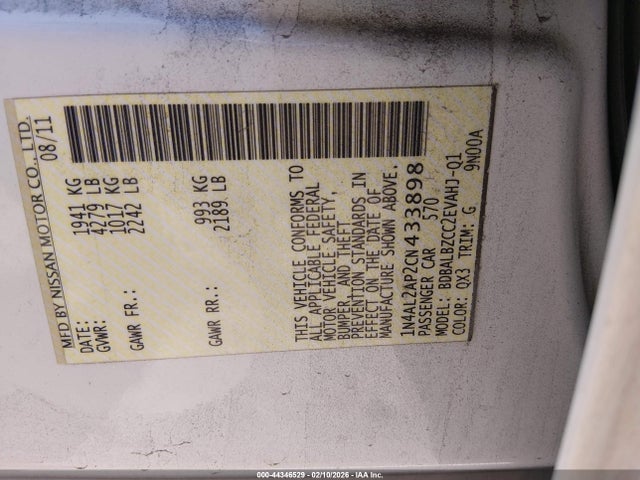 MFD BY NISSAN MOTOR CO., LTD.
DATE: 08/11
GVWR: 1941 KG
4279 LB
GAWR FR.: 1017 KG
2242 LB
GAWR RR.: 993 KG
2189 LB
THIS VEHICLE CONFORMS TO
ALL APPLICABLE FEDERAL
MOTOR VEHICLE SAFETY,
BUMPER, AND THEFT
PREVENTION STANDARDS IN
EFFECT ON THE DATE OF
MANUFACTURE SHOWN ABOVE.
1N4AL2AP2CN433898
PASSENGER CAR S70
MODEL: BDBALBZCC2EVAHJ-Q1
COLOR: QX3 TRIM: G 9N00A
000-44346529 - 02/10/2026 - IAA Inc.